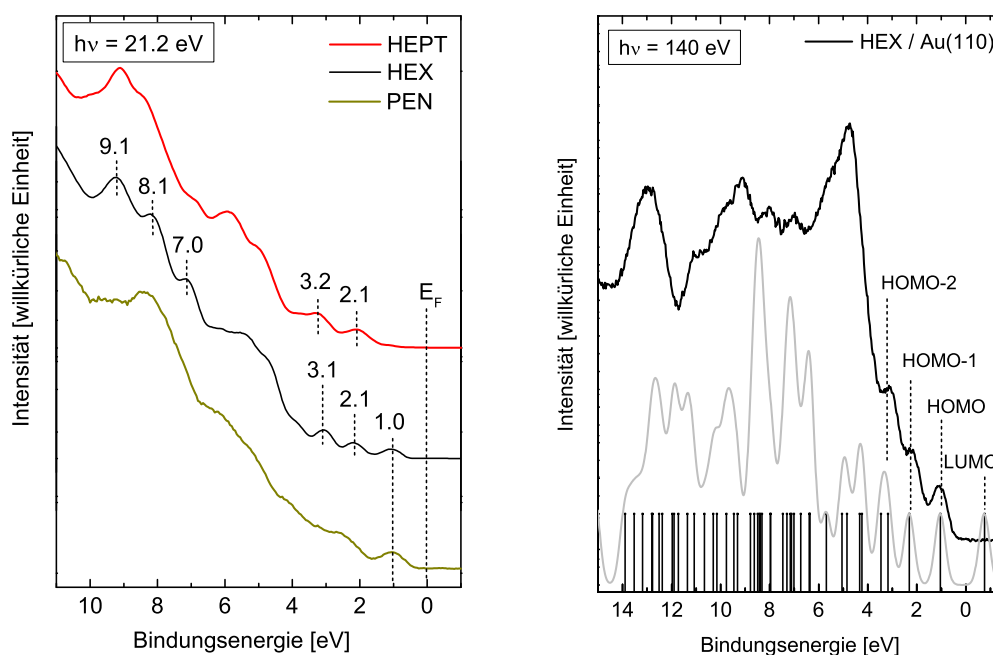 hν = 21.2 eV
HEPT
HEX
PEN
9.1
8.1
7.0
3.2
2.1
E_F
3.1
2.1
1.0
Intensität [willkürliche Einheit]
10 8 6 4 2 0
Bindungsenergie [eV]
hν = 140 eV
HEX / Au(110)
HOMO-2
HOMO-1
HOMO
LUMO
Intensität [willkürliche Einheit]
14 12 10 8 6 4 2 0
Bindungsenergie [eV]